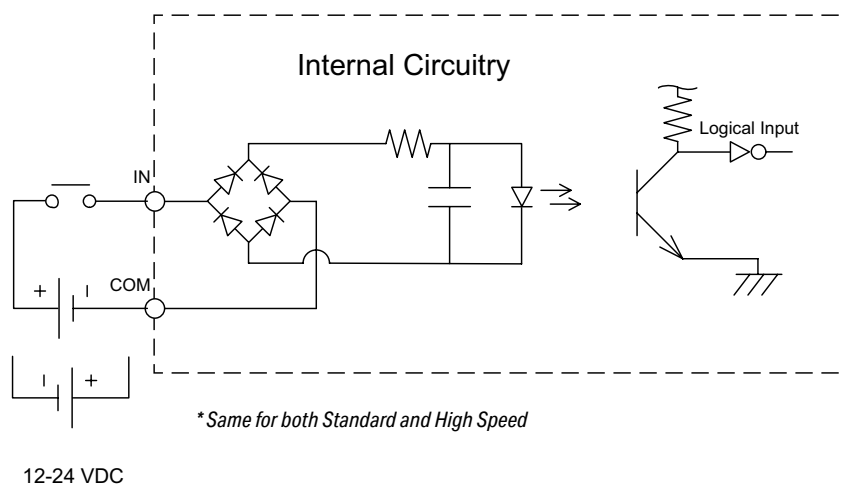 Internal Circuitry
Logical Input
IN
COM
+ –
– +
* Same for both Standard and High Speed
12-24 VDC